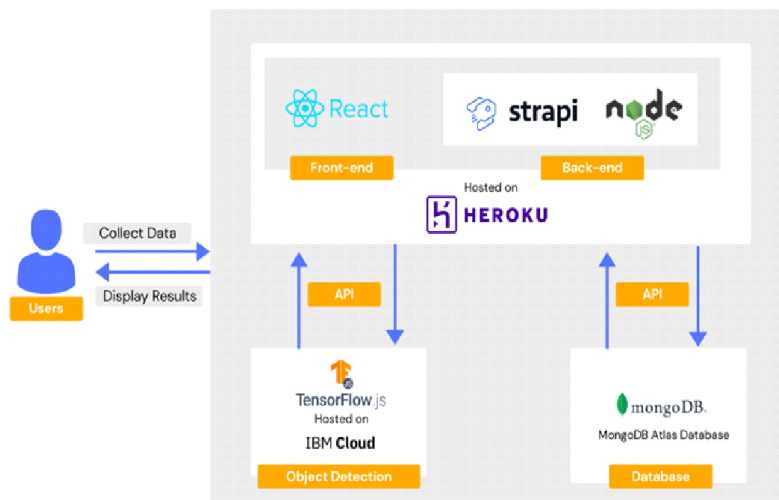 React
strapi
node
JS
Front-end
Back-end
Hosted on
HEROKU
Collect Data
Display Results
Users
API
API
TensorFlow.js
Hosted on
IBM Cloud
Object Detection
mongoDB.
MongoDB Atlas Database
Database